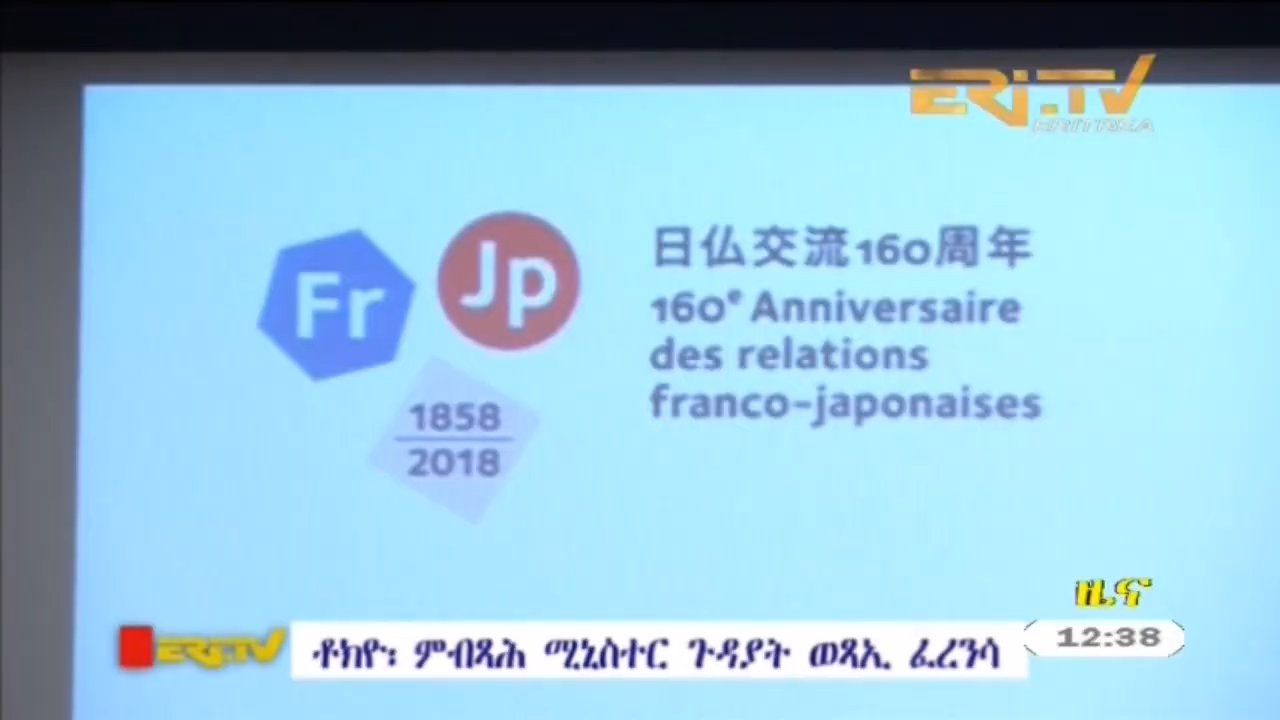 ERi.TV
ERITREA
Fr
Jp
日仏交流160周年
160e Anniversaire
des relations
franco-japonaises
1858
2018
ዜና
12:38
ERi.TV
ቶክዮ፡ ምብጻሕ ሚኒስተር ጉዳያት ወጻኢ ፈረንሳ